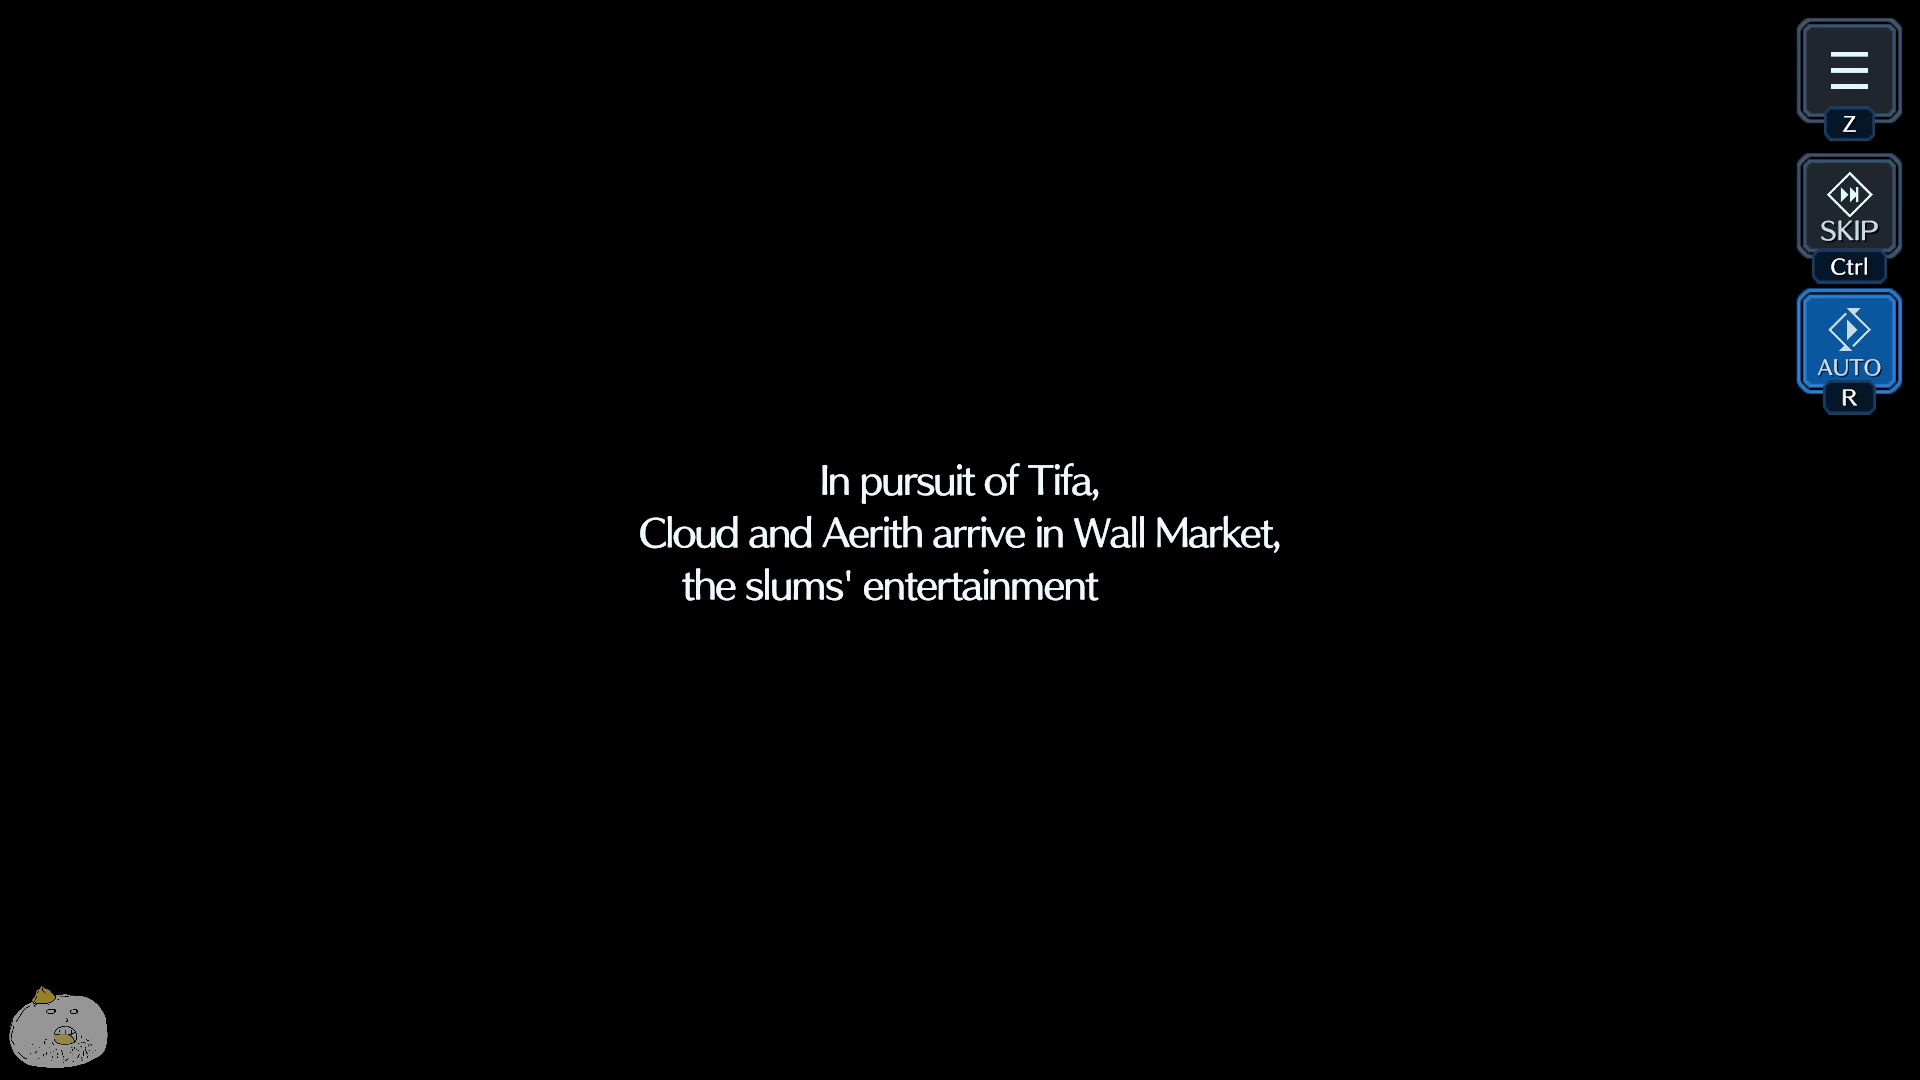 Z
SKIP
Ctrl
AUTO
R
In pursuit of Tifa,
Cloud and Aerith arrive in Wall Market,
the slums' entertainment